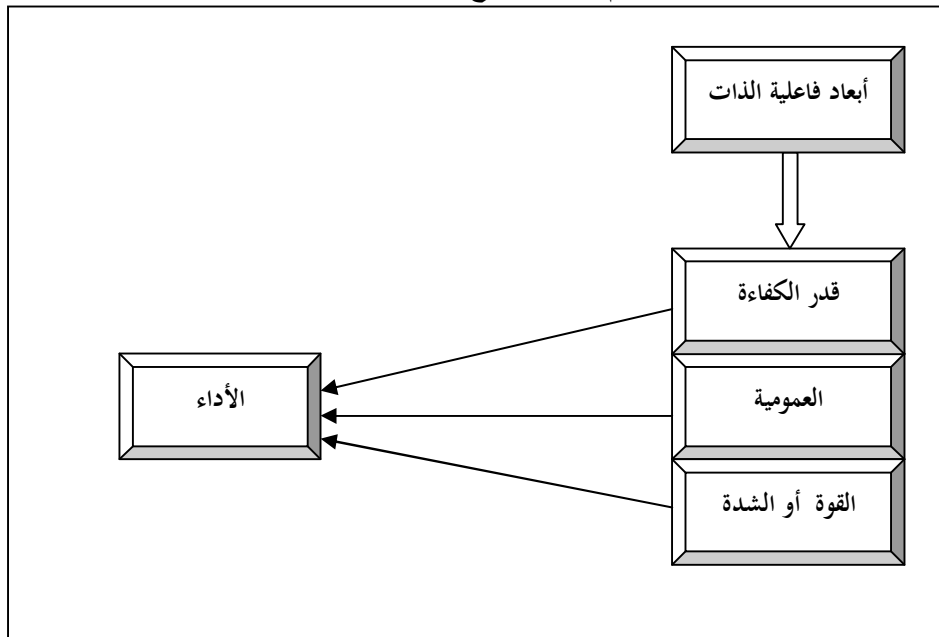 أبعاد فاعلية الذات
قدر الكفاءة
العمومية
الأداء
القوة أو الشدة